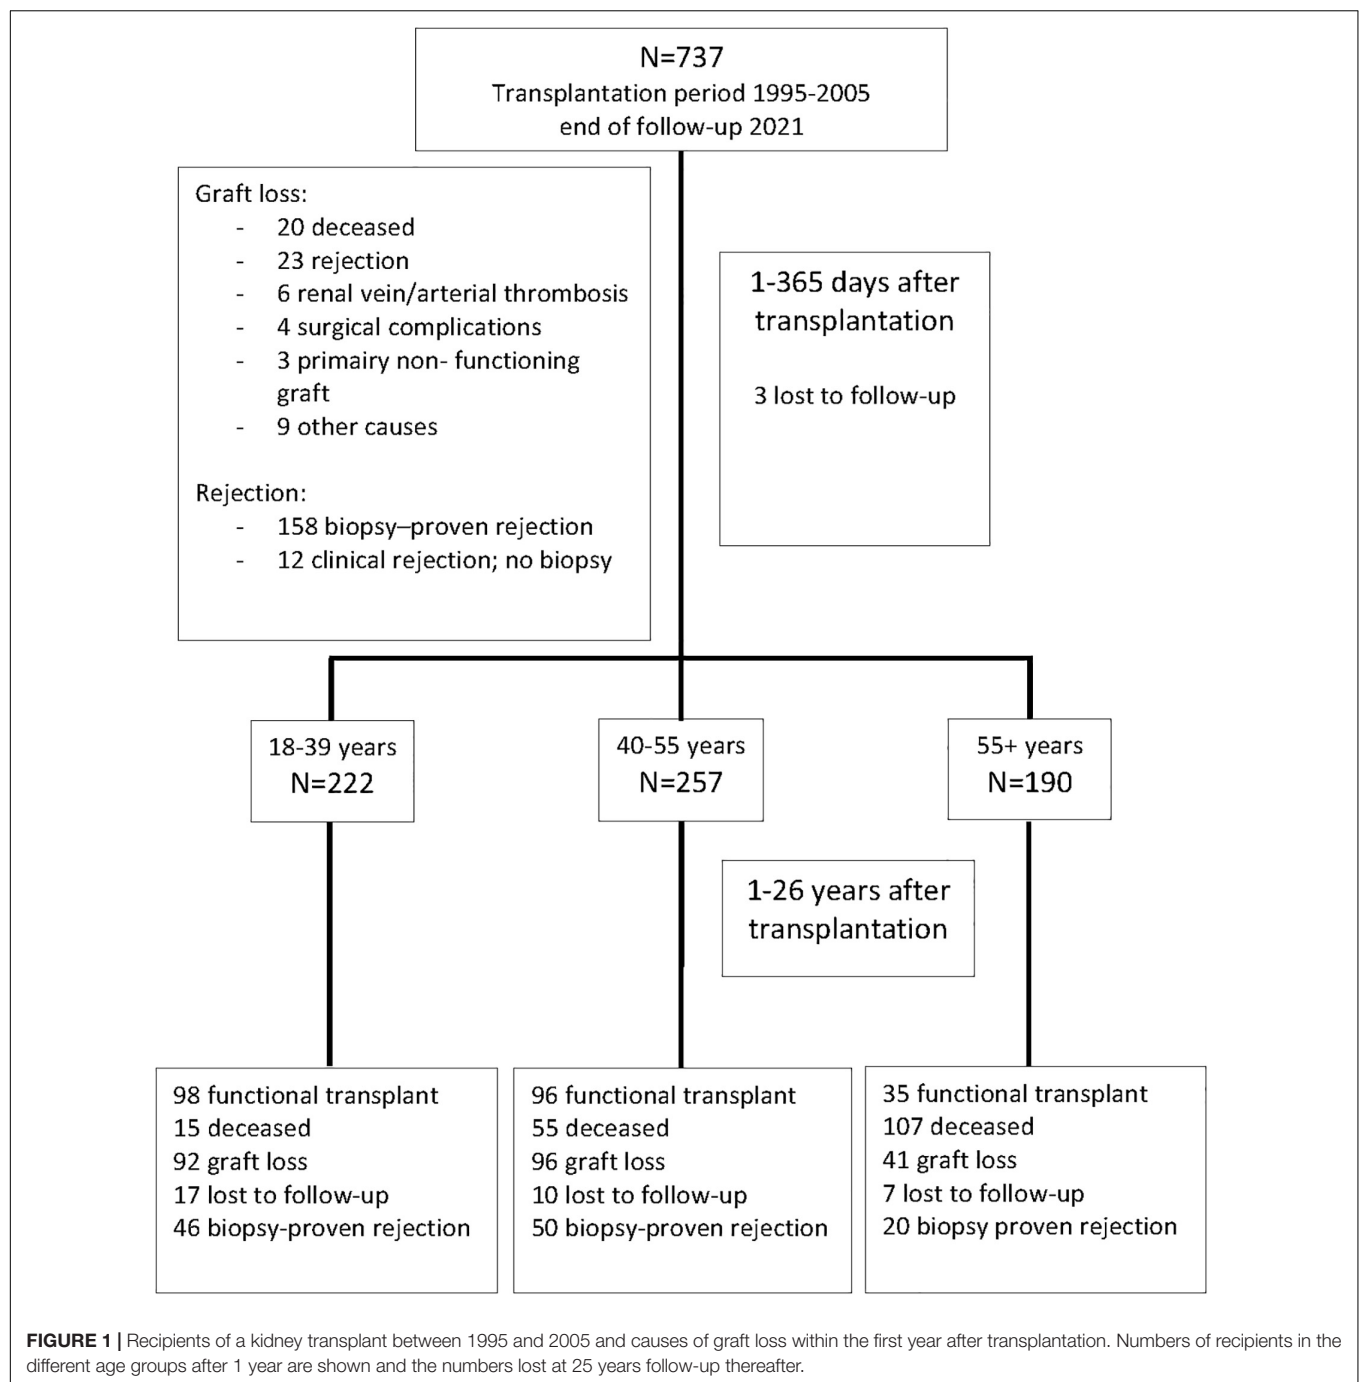 N=737
Transplantation period 1995-2005
end of follow-up 2021
Graft loss:
- 20 deceased
- 23 rejection
- 6 renal vein/arterial thrombosis
- 4 surgical complications
- 3 primairy non- functioning
graft
- 9 other causes
Rejection:
- 158 biopsy–proven rejection
- 12 clinical rejection; no biopsy
1-365 days after
transplantation
3 lost to follow-up
18-39 years
N=222
40-55 years
N=257
55+ years
N=190
1-26 years after
transplantation
98 functional transplant
15 deceased
92 graft loss
17 lost to follow-up
46 biopsy-proven rejection
96 functional transplant
55 deceased
96 graft loss
10 lost to follow-up
50 biopsy-proven rejection
35 functional transplant
107 deceased
41 graft loss
7 lost to follow-up
20 biopsy proven rejection
FIGURE 1 | Recipients of a kidney transplant between 1995 and 2005 and causes of graft loss within the first year after transplantation. Numbers of recipients in the
different age groups after 1 year are shown and the numbers lost at 25 years follow-up thereafter.